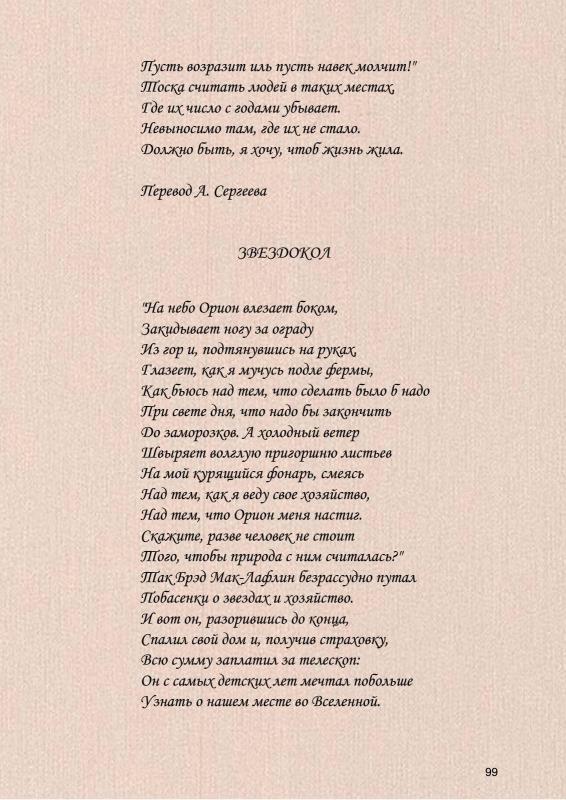 Пусть возразит иль пусть навек молчит!"
Тоска считать людей в таких местах,
Где их число с годами убывает.
Невыносимо там, где их не стало.
Должно быть, я хочу, чтоб жизнь жила.
Перевод А. Сергеева
ЗВЕЗДОКОЛ
"На небо Орион влезает боком,
Закидывает ногу за ограду
Из гор и, подтянувшись на руках,
Глазеет, как я мучусь подле фермы,
Как бьюсь над тем, что сделать было б надо
При свете дня, что надо бы закончить
До заморозков. А холодный ветер
Швыряет волглую пригоршню листьев
На мой курящийся фонарь, смеясь
Над тем, как я веду свое хозяйство,
Над тем, что Орион меня настиг.
Скажите, разве человек не стоит
Того, чтобы природа с ним считалась?"
Так Брэд Мак-Лафлин безрассудно путал
Побасенки о звездах и хозяйство.
И вот он, разорившись до конца,
Спалил свой дом и, получив страховку,
Всю сумму заплатил за телескоп:
Он с самых детских лет мечтал побольше
Узнать о нашем месте во Вселенной.
99